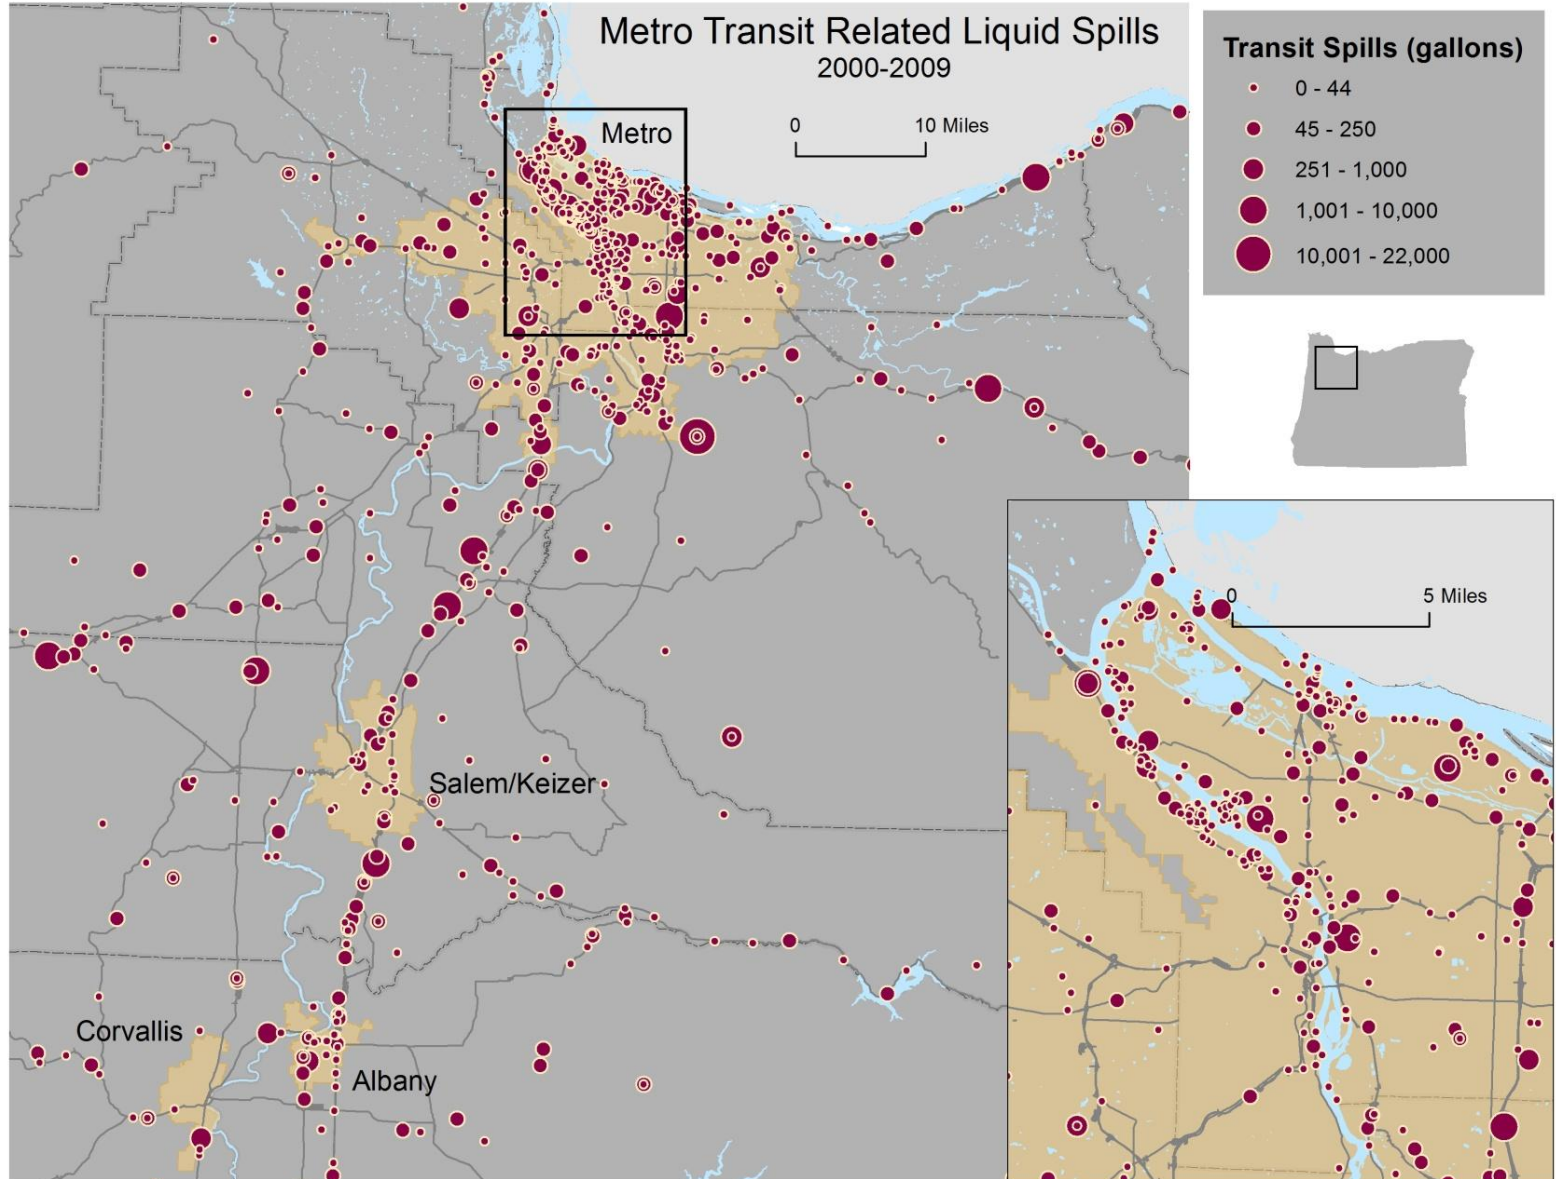 Metro Transit Related Liquid Spills
2000-2009
0 10 Miles
Metro
Transit Spills (gallons)
0 - 44
45 - 250
251 - 1,000
1,001 - 10,000
10,001 - 22,000
0 5 Miles
Salem/Keizer
Corvallis
Albany